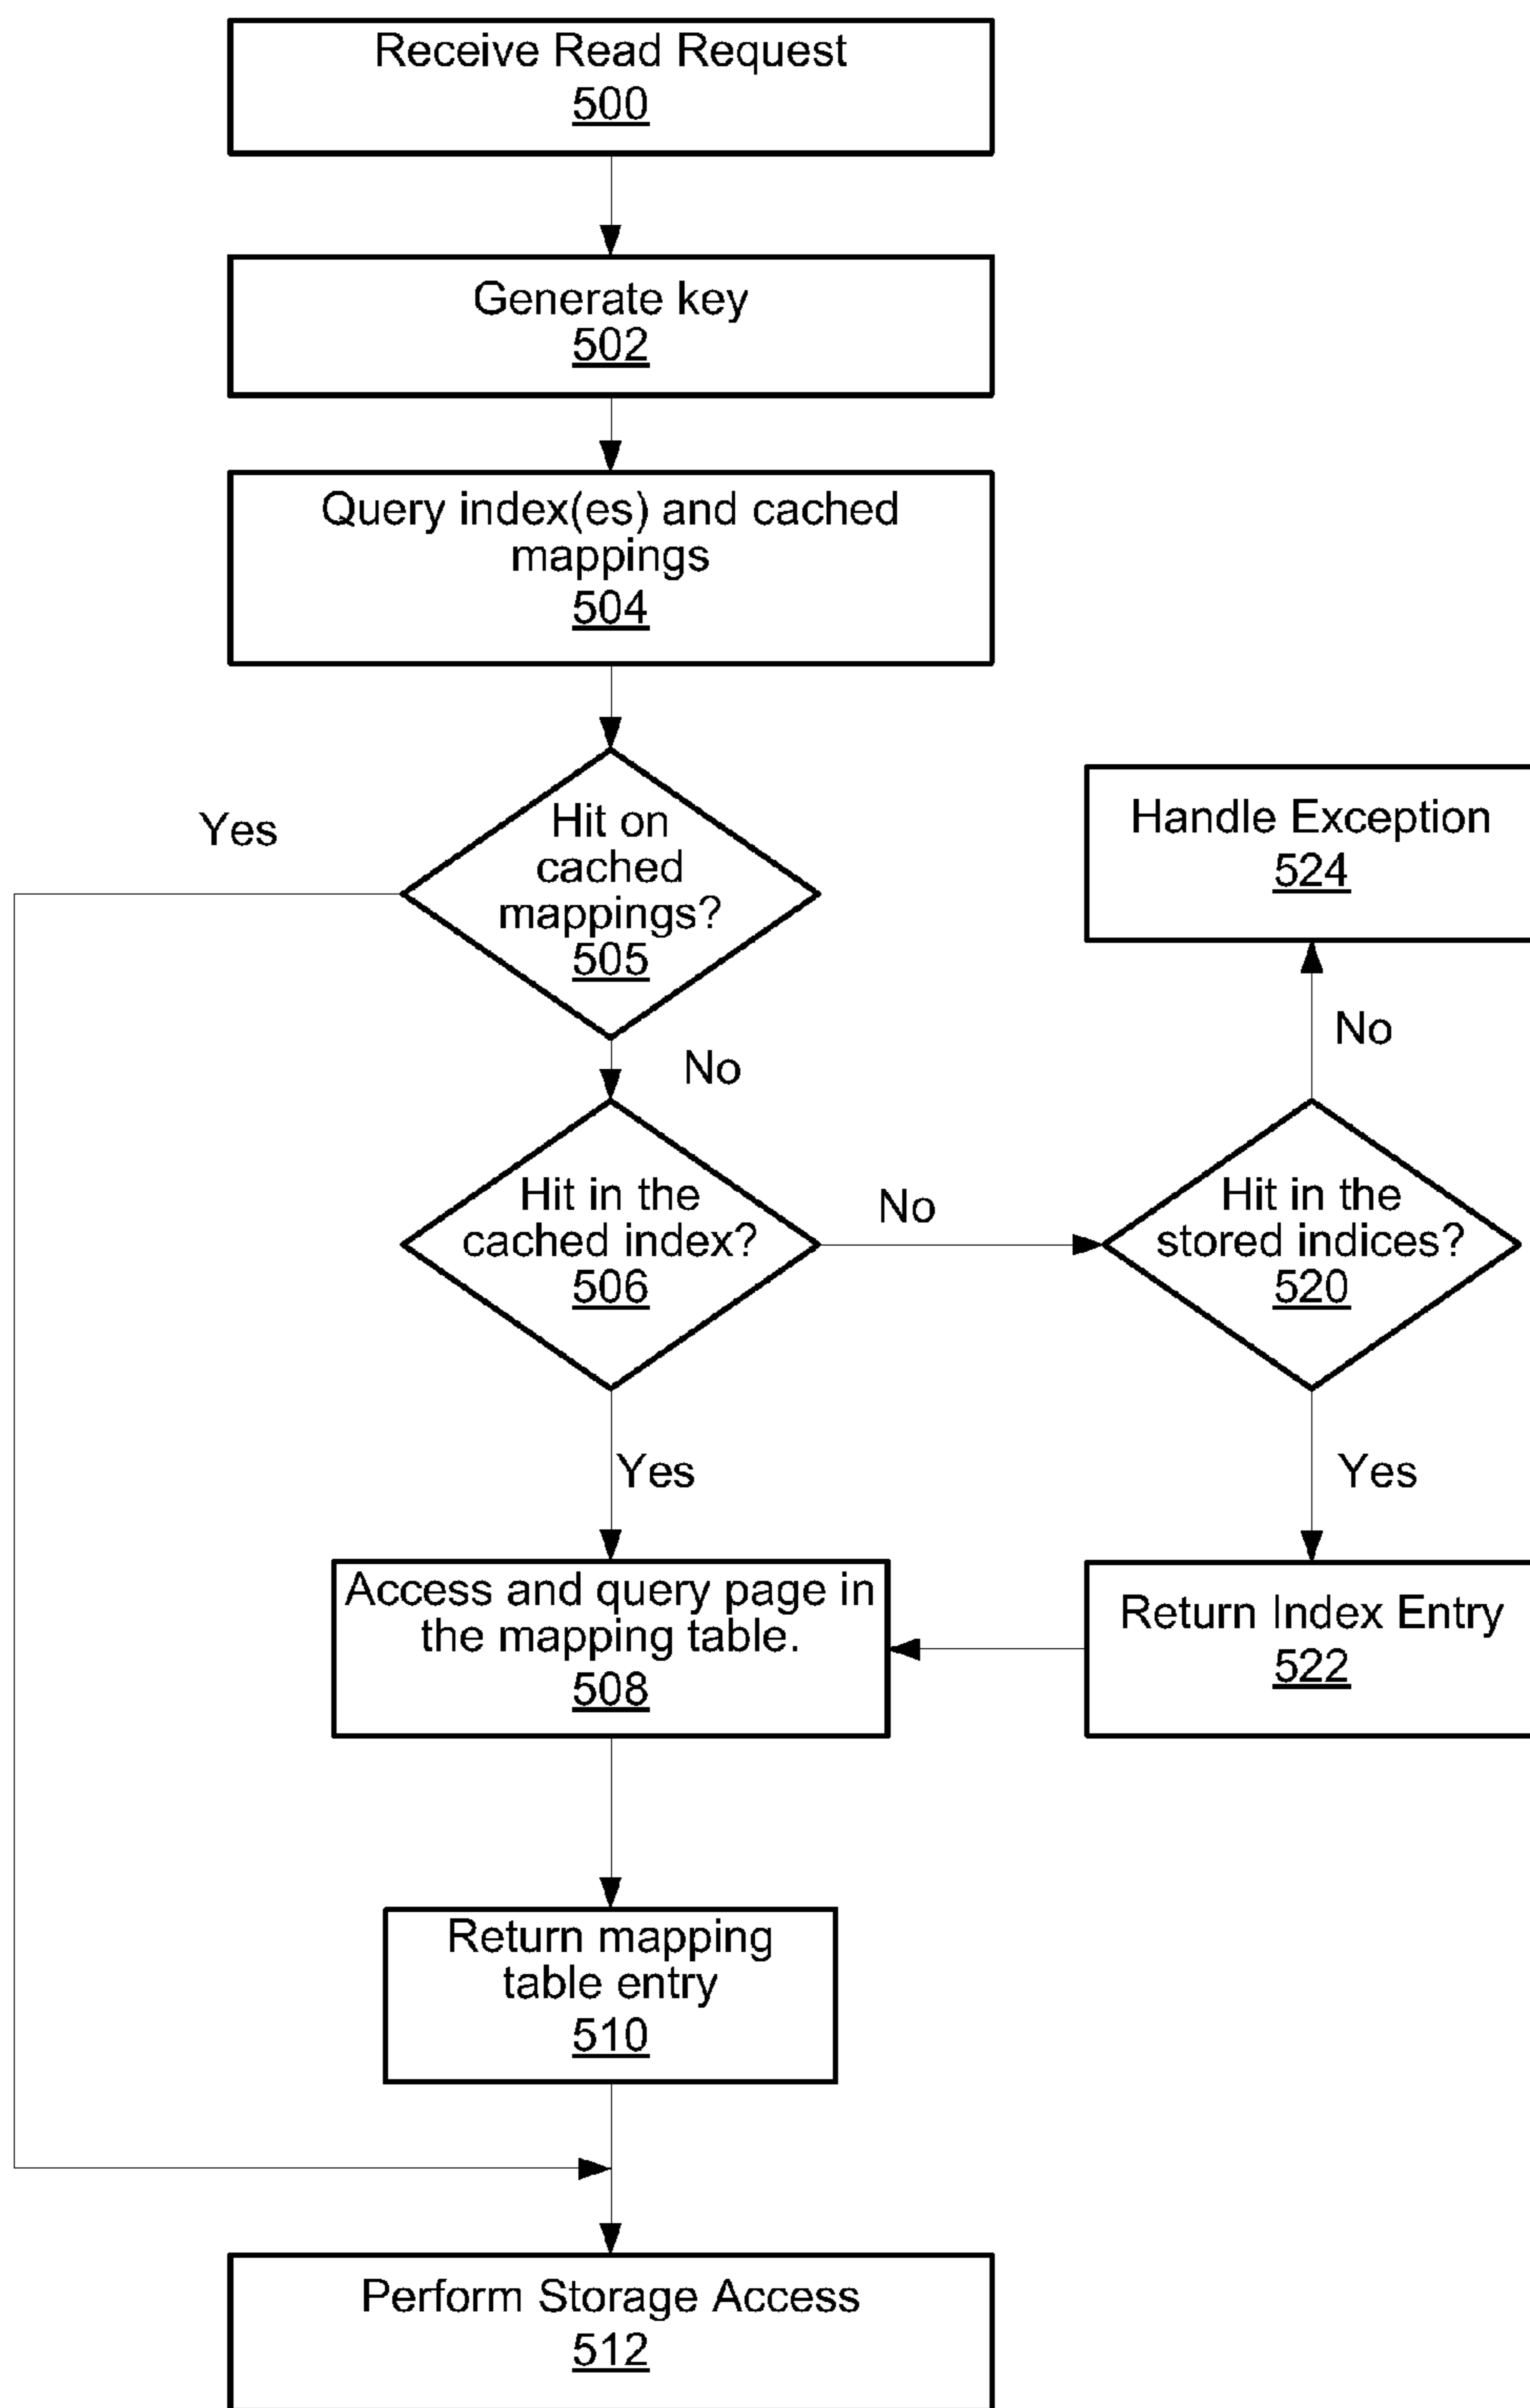 Receive Read Request
500
Generate key
502
Query index(es) and cached
mappings
504
Yes
Hit on
cached
mappings?
505
Handle Exception
524
No
No
Hit in the
cached index?
506
No
Hit in the
stored indices?
520
Yes
Yes
Access and query page in
the mapping table.
508
Return Index Entry
522
Return mapping
table entry
510
Perform Storage Access
512